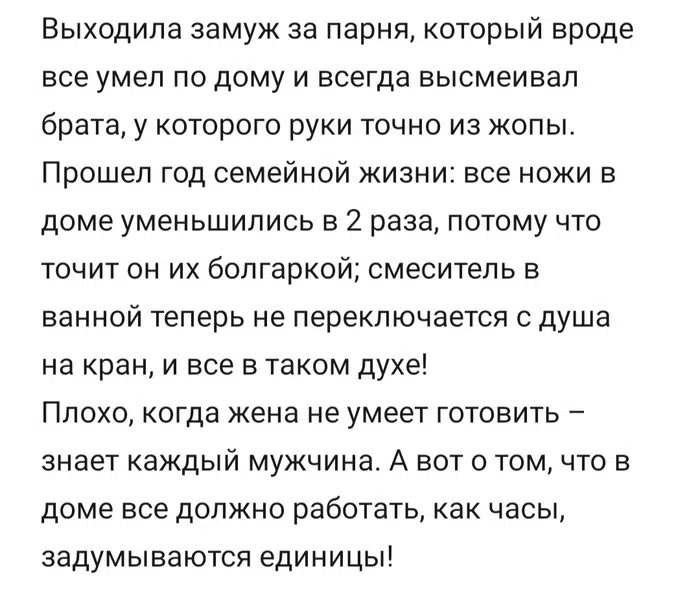 Выходила замуж за парня, который вроде
все умел по дому и всегда высмеивал
брата, у которого руки точно из жопы.
Прошел год семейной жизни: все ножи в
доме уменьшились в 2 раза, потому что
точит он их болгаркой; смеситель в
ванной теперь не переключается с душа
на кран, и все в таком духе!
Плохо, когда жена не умеет готовить –
знает каждый мужчина. А вот о том, что в
доме все должно работать, как часы,
задумываются единицы!